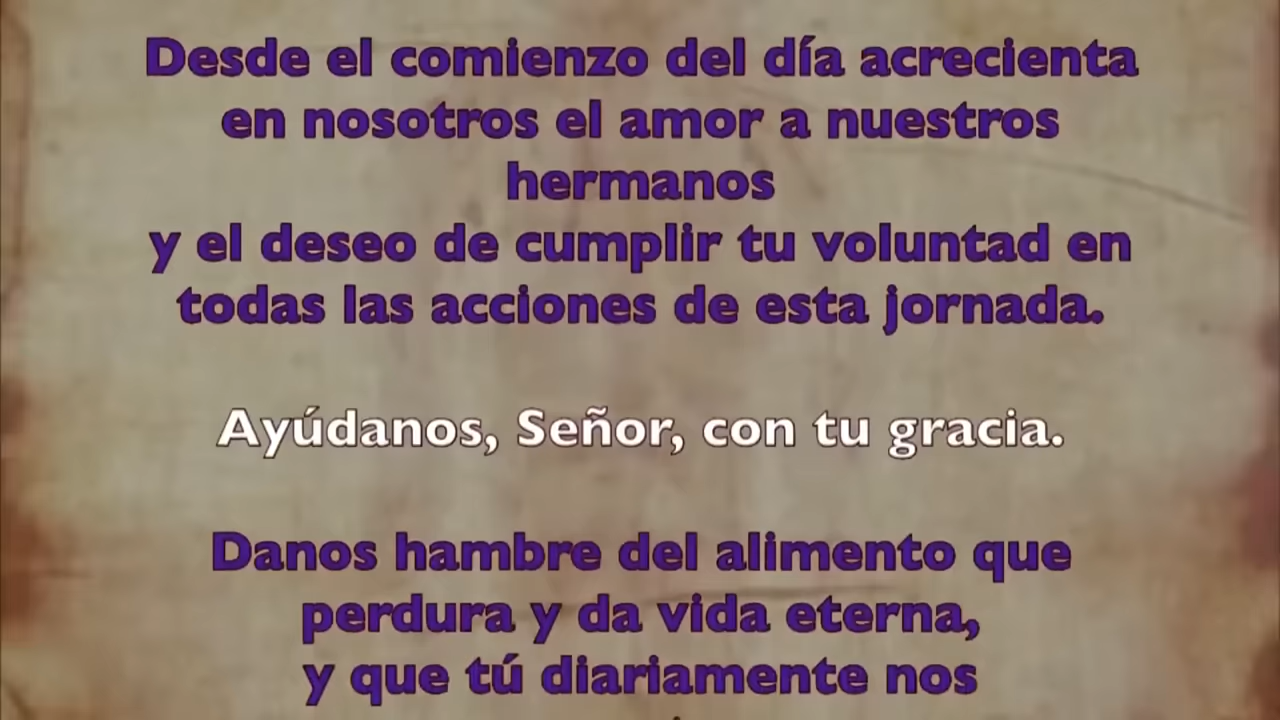 Desde el comienzo del día acrecienta
en nosotros el amor a nuestros
hermanos
y el deseo de cumplir tu voluntad en
todas las acciones de esta jornada.
Ayúdanos, Señor, con tu gracia.
Danos hambre del alimento que
perdura y da vida eterna,
y que tú diariamente nos